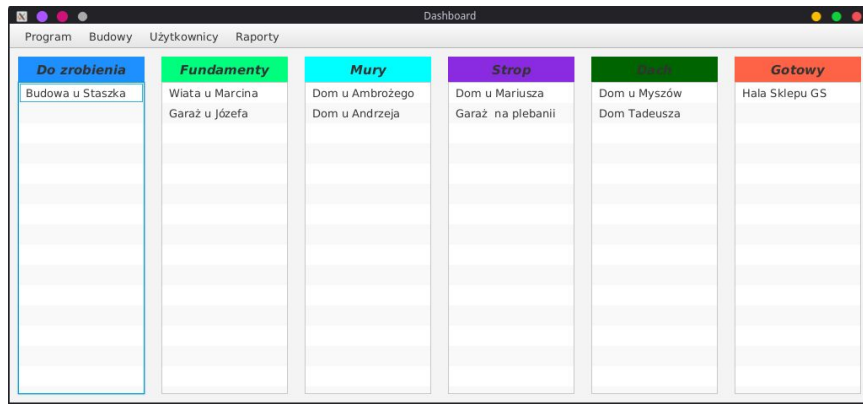 Dashboard
Program Budowy Użytkownicy Raporty
Do zrobienia Fundamenty Mury Strop Dach Gotowy
Budowa u Staszka Wiata u Marcina Dom u Ambrożego Dom u Mariusza Dom u Myszów Hala Sklepu GS
Garaż u Józefa Dom u Andrzeja Garaż na plebanii Dom Tadeusza